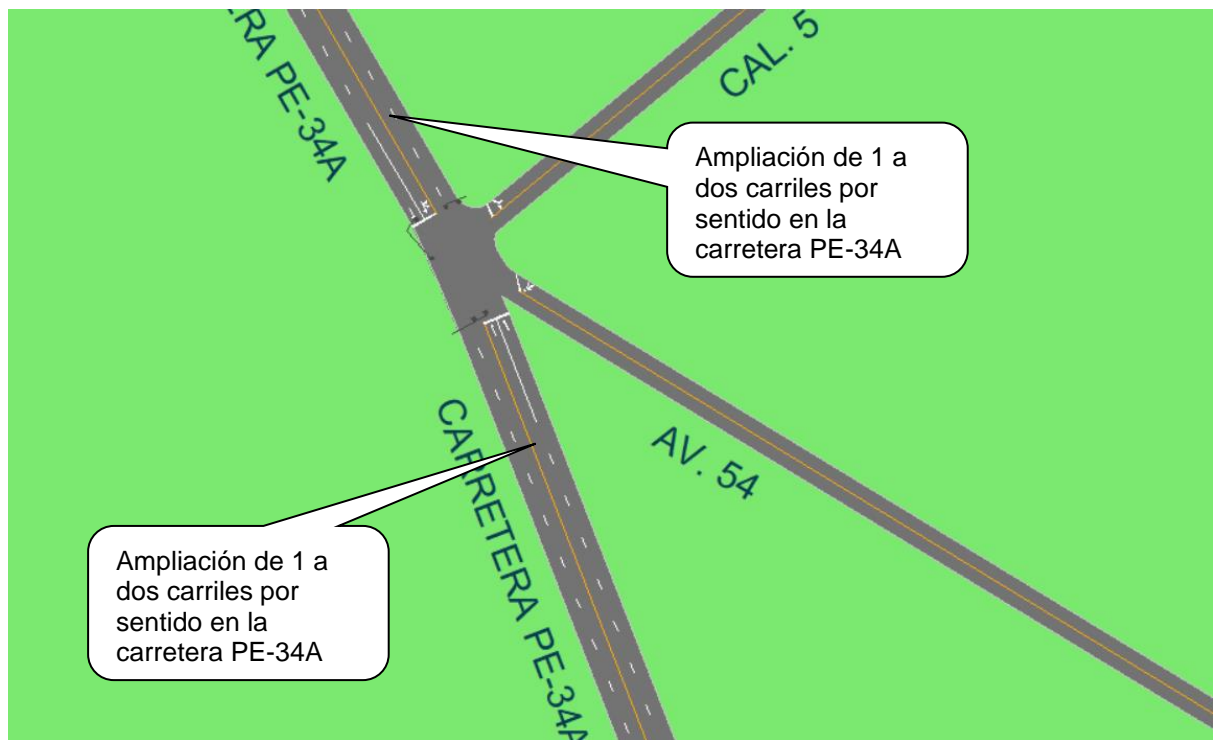 ERA PE-34A
CAL. 5
Ampliación de 1 a
dos carriles por
sentido en la
carretera PE-34A
AV. 54
CARRETERA PE-34A
Ampliación de 1 a
dos carriles por
sentido en la
carretera PE-34A